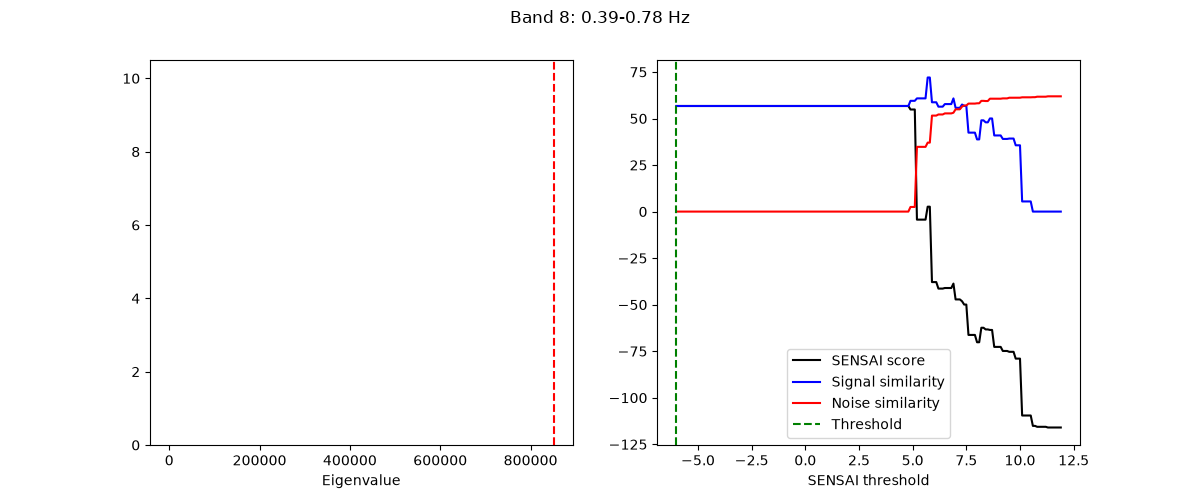 Band 8: 0.39-0.78 Hz
10
8
6
4
2
0
0 200000 400000 600000 800000
Eigenvalue
75
50
25
0
−25
−50
−75
−100
−125
SENSAI score
Signal similarity
Noise similarity
Threshold
−5.0 −2.5 0.0 2.5 5.0 7.5 10.0 12.5
SENSAI threshold